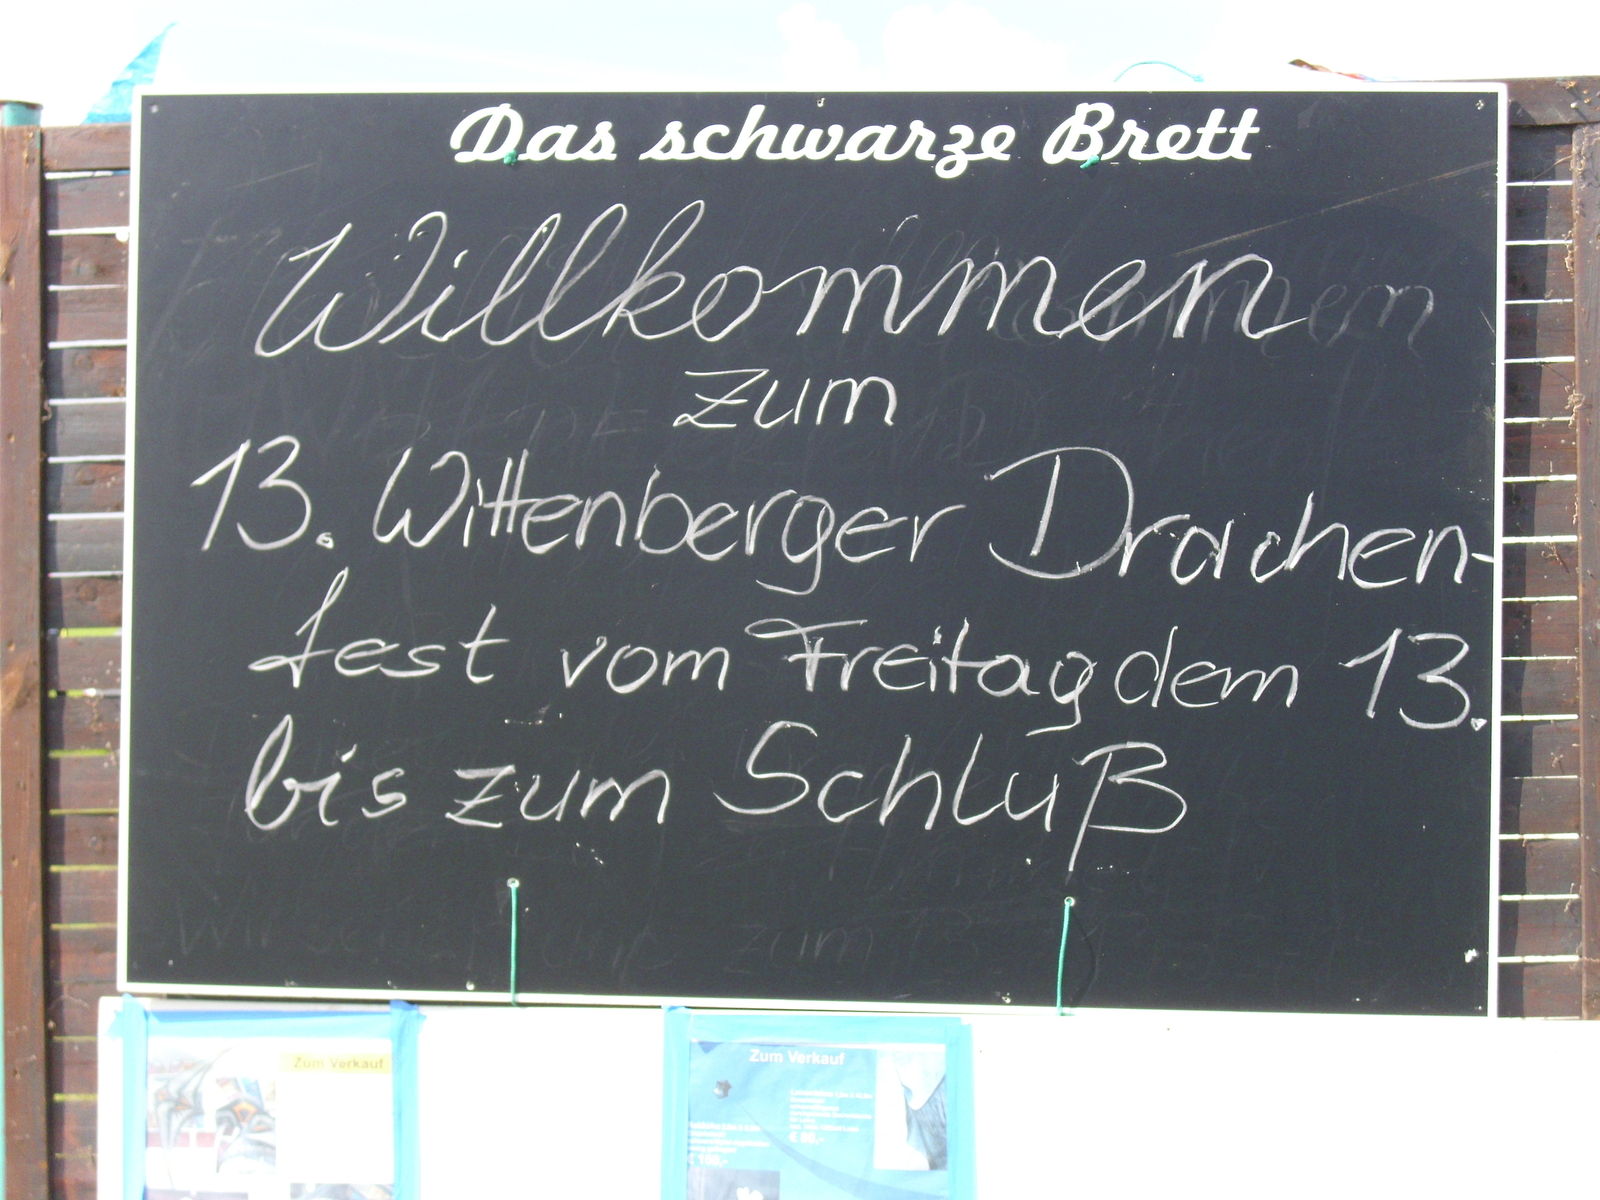 Das schwarze Brett
Willkommen
zum
13. Wittenberger Drachen-
fest vom Freitag dem 13.
bis zum Schluß
Zum Verkauf
Zum Verkauf